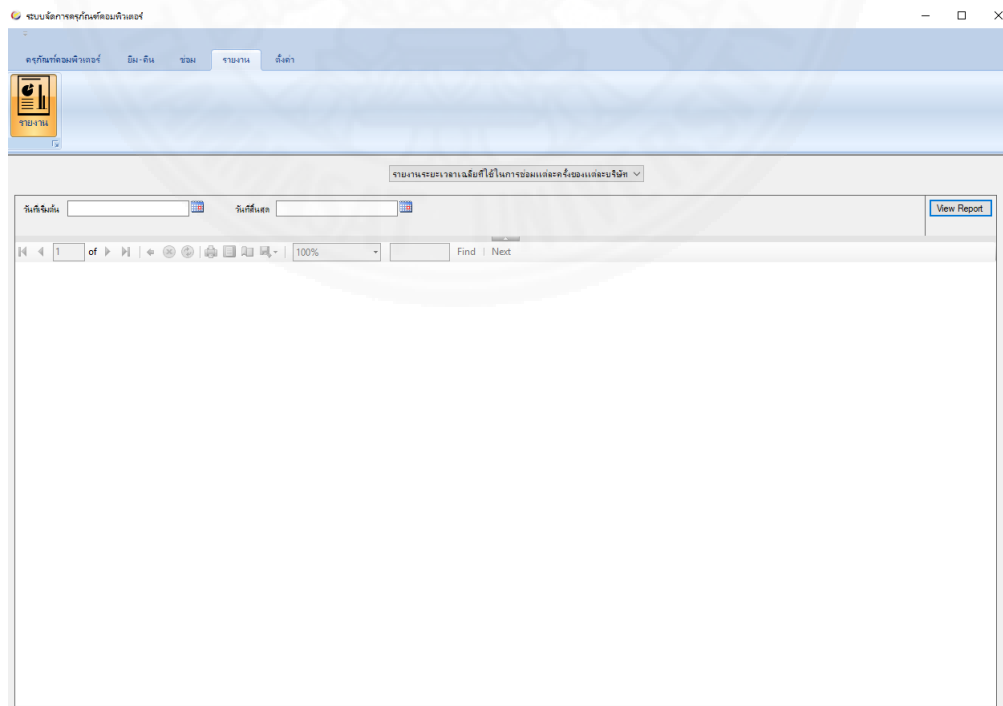 ระบบจัดการครุภัณฑ์คอมพิวเตอร์
ครุภัณฑ์คอมพิวเตอร์ ยืม-คืน ซ่อม รายงาน ตั้งค่า
รายงาน
รายงานระยะเวลาเฉลี่ยที่ใช้ในการซ่อมแต่ละครั้งของแต่ละบริษัท
วันที่เริ่มต้น วันที่สิ้นสุด View Report
1 of 100% Find | Next